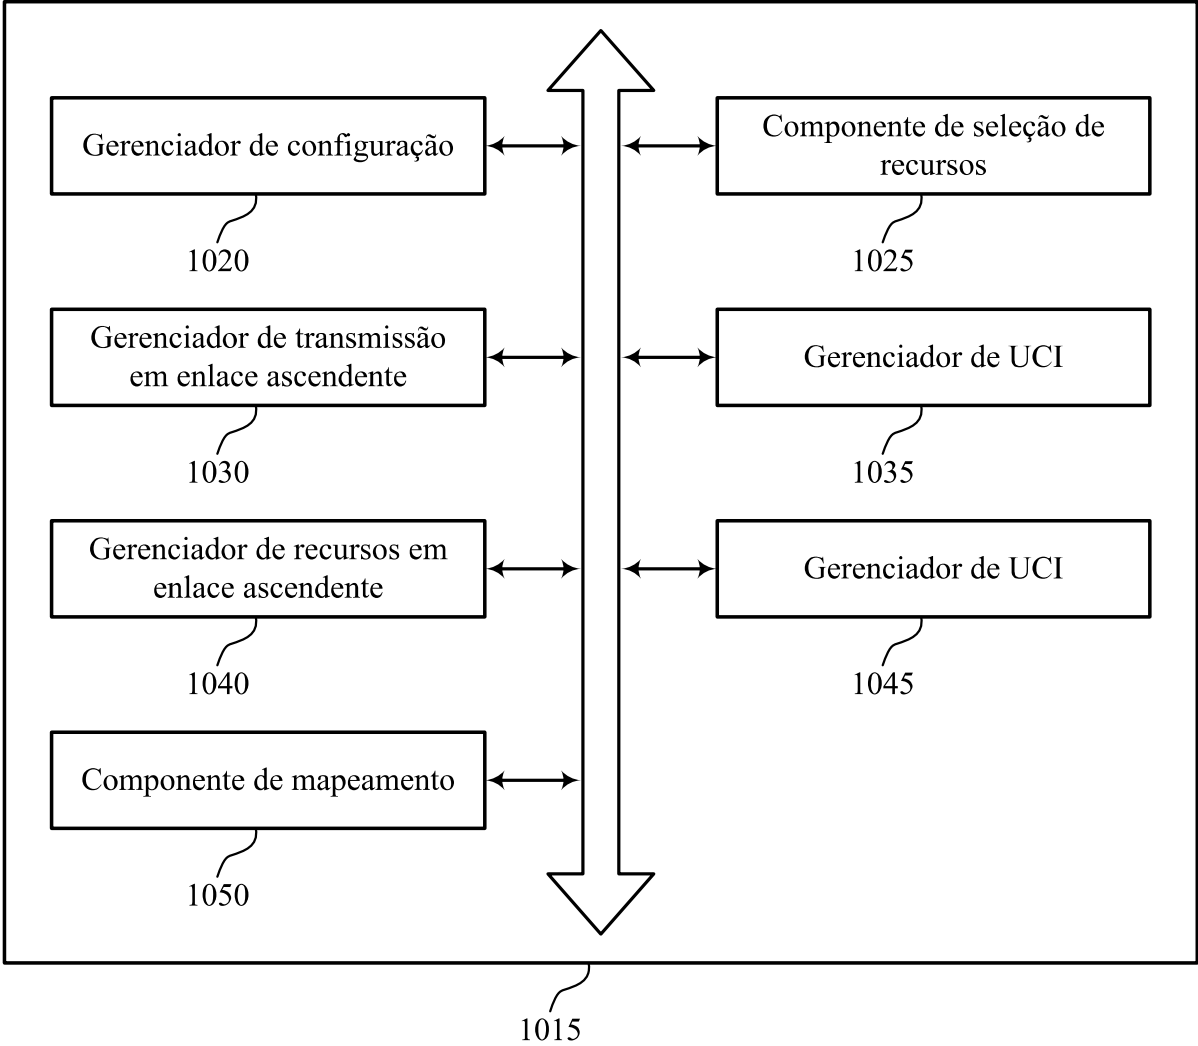 Gerenciador de configuração
1020
Componente de seleção de
recursos
1025
Gerenciador de transmissão
em enlace ascendente
1030
Gerenciador de UCI
1035
Gerenciador de recursos em
enlace ascendente
1040
Gerenciador de UCI
1045
Componente de mapeamento
1050
1015